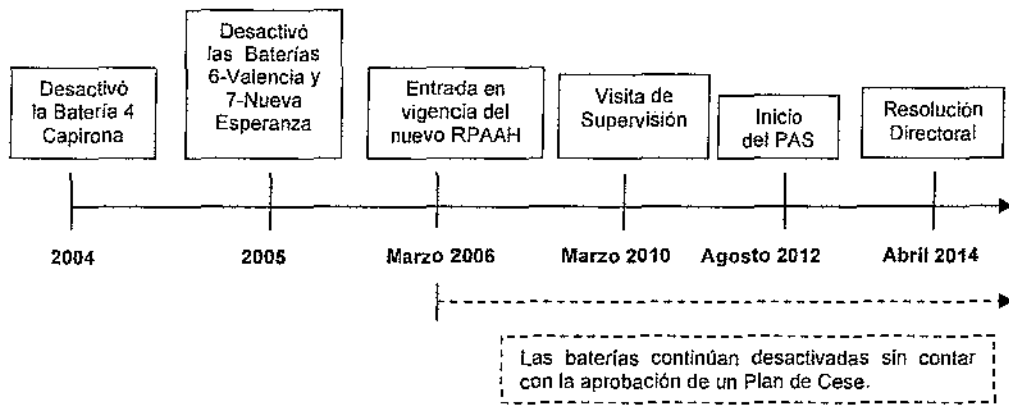 Desactivó
la Batería 4
Capirona
Desactivó
las Baterías
6-Valencia y
7-Nueva
Esperanza
Entrada en
vigencia del
nuevo RPAAH
Visita de
Supervisión
Inicio
del PAS
Resolución
Directoral
2004
2005
Marzo 2006
Marzo 2010
Agosto 2012
Abril 2014
Las baterías continúan desactivadas sin contar
con la aprobación de un Plan de Cese.